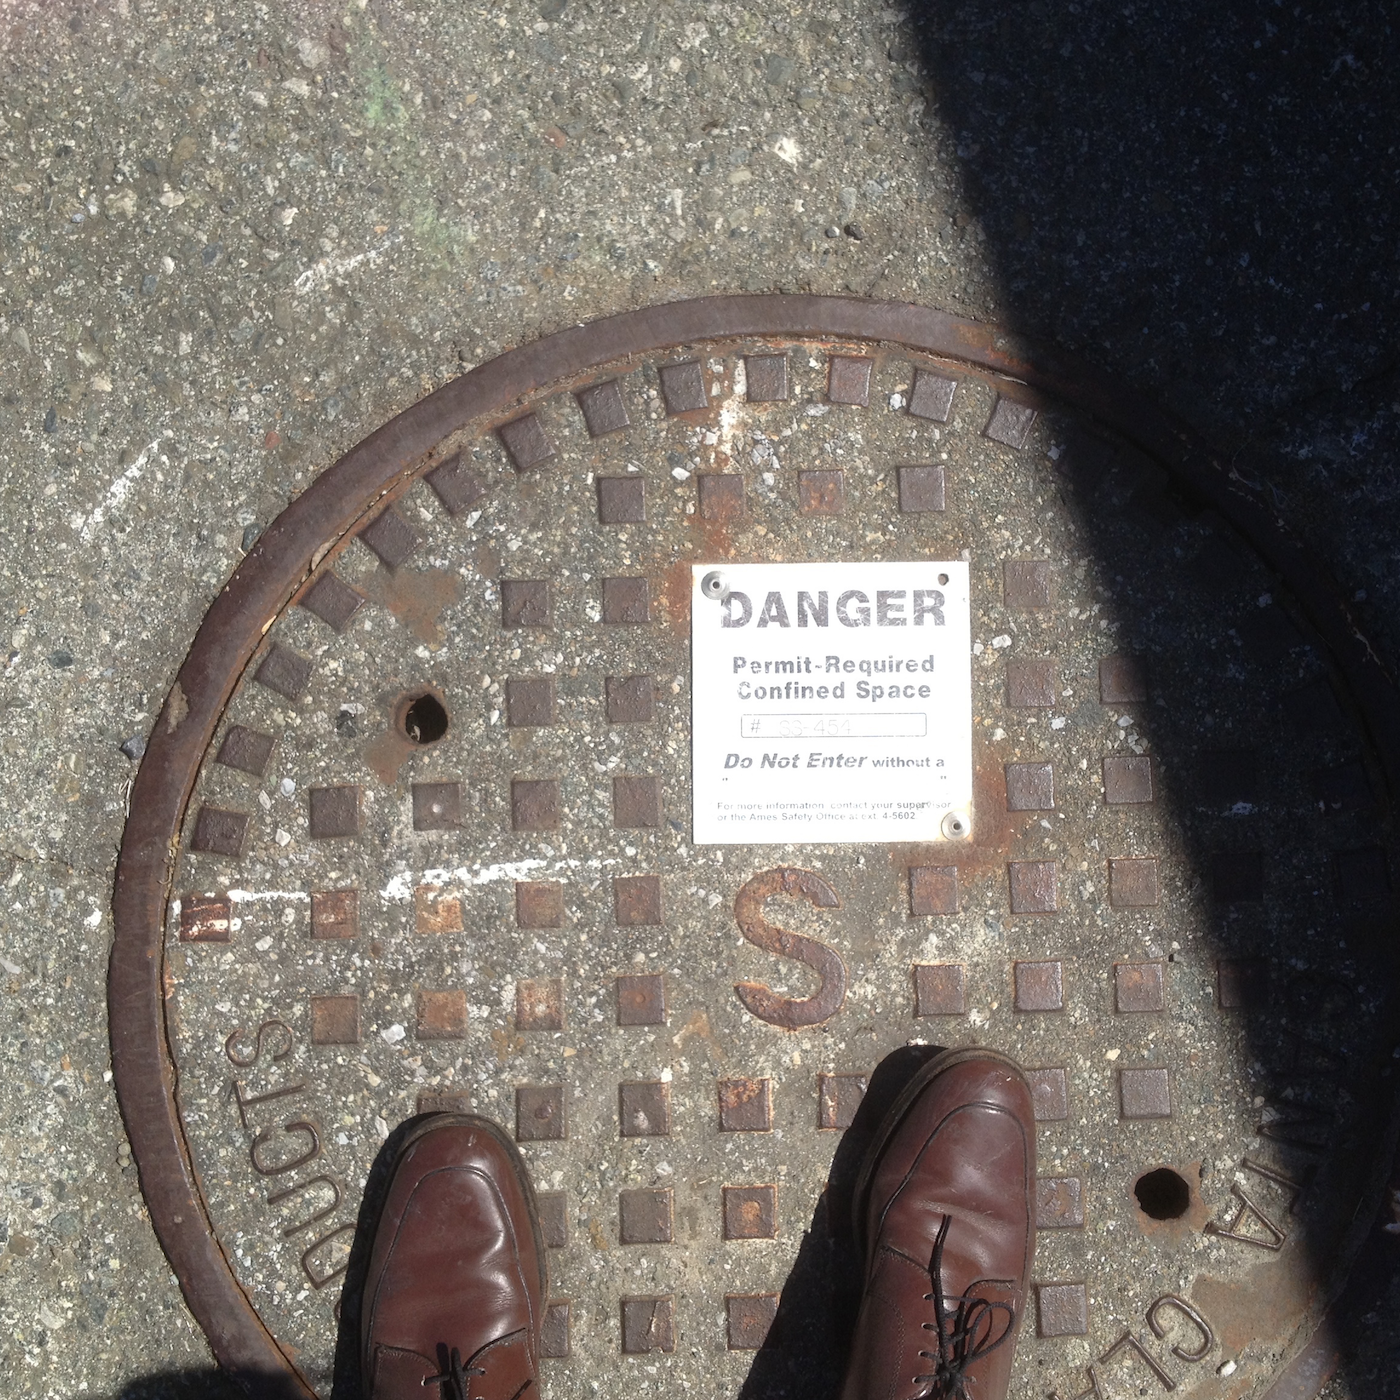 DANGER
Permit-Required
Confined Space
# SS-454
Do Not Enter without a
" "
For more information contact your supervisor
or the Ames Safety Office at ext. 4-5602
S
DUCTS